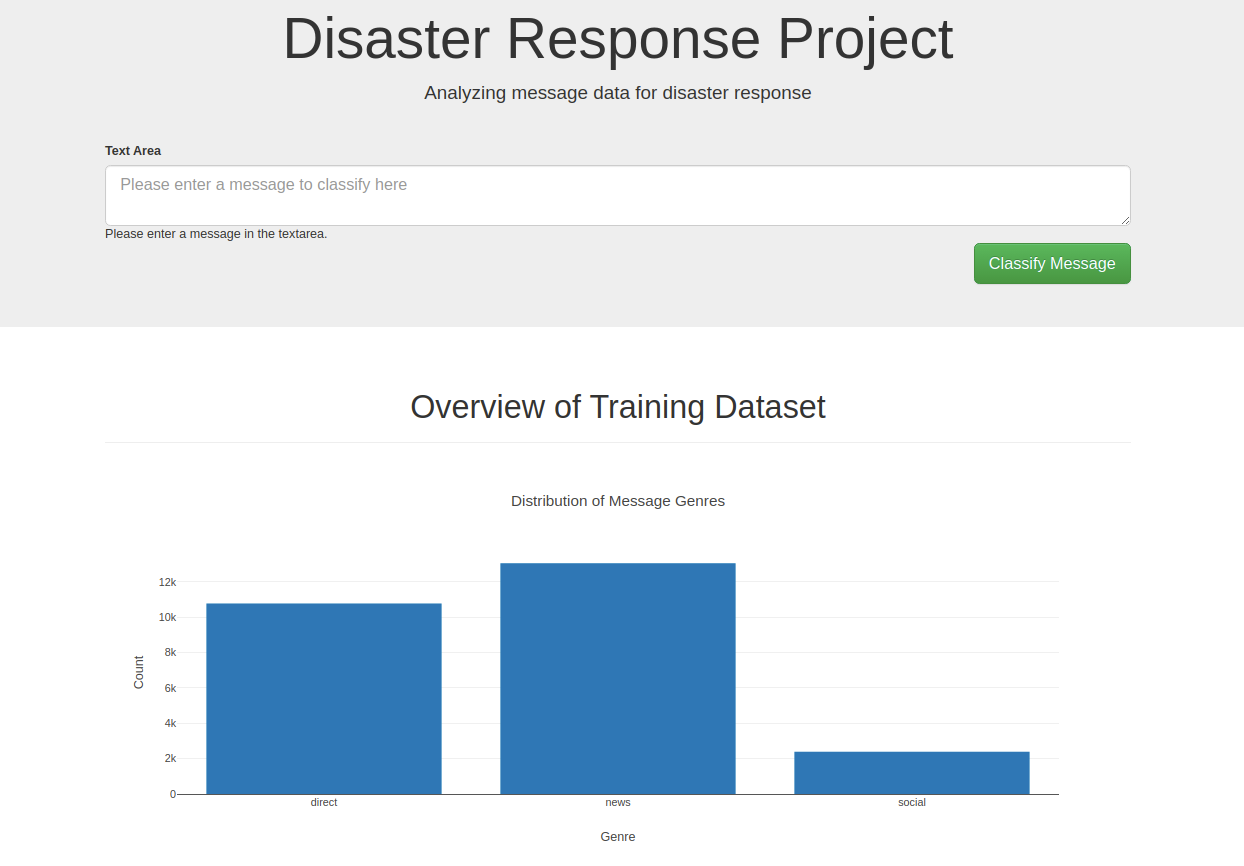 Disaster Response Project
Analyzing message data for disaster response
Text Area
Please enter a message to classify here
Please enter a message in the textarea.
Classify Message
Overview of Training Dataset
Distribution of Message Genres
12k
10k
8k
6k
4k
2k
0
Count
direct
news
social
Genre